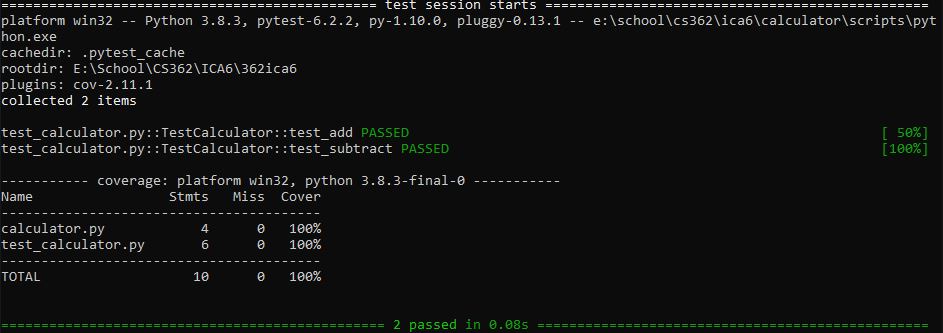 ============================================== test session starts ===============================================
platform win32 -- Python 3.8.3, pytest-6.2.2, py-1.10.0, pluggy-0.13.1 -- e:\school\cs362\ica6\calculator\scripts\pyt
hon.exe
cachedir: .pytest_cache
rootdir: E:\School\CS362\ICA6\362ica6
plugins: cov-2.11.1
collected 2 items
test_calculator.py::TestCalculator::test_add PASSED [ 50%]
test_calculator.py::TestCalculator::test_subtract PASSED [100%]
----------- coverage: platform win32, python 3.8.3-final-0 -----------
Name Stmts Miss Cover
----------------------------------------
calculator.py 4 0 100%
test_calculator.py 6 0 100%
----------------------------------------
TOTAL 10 0 100%
================================================ 2 passed in 0.08s =================================================